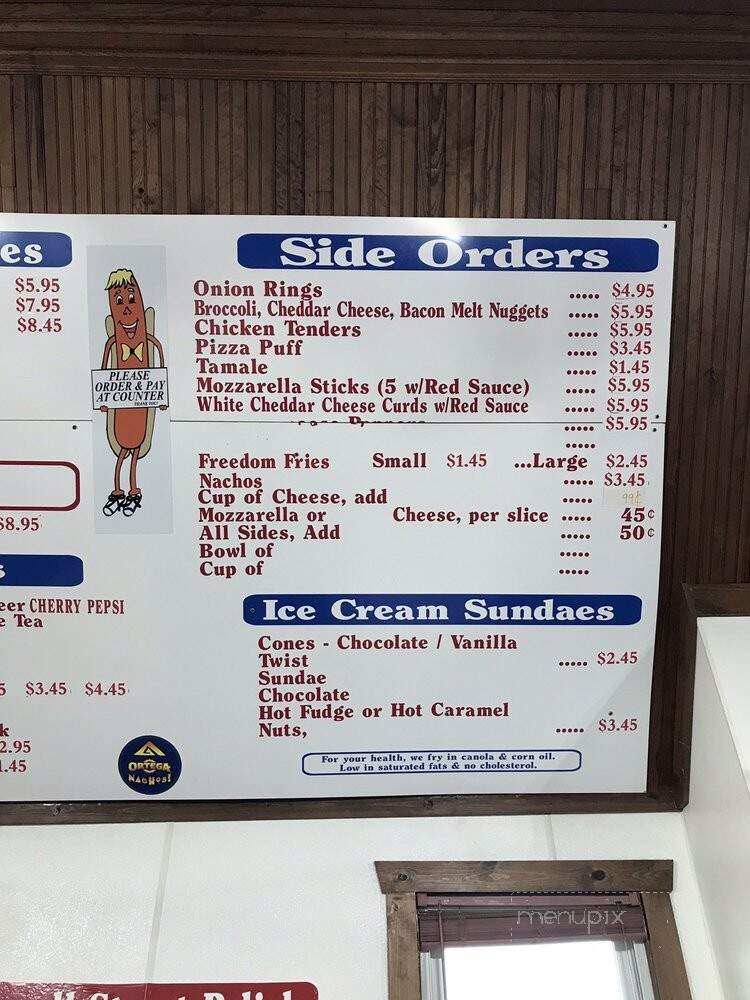 es
$5.95
$7.95
$8.45
PLEASE
ORDER & PAY
AT COUNTER
THANK YOU!
$8.95
s
eer CHERRY PEPSI
e Tea
5 $3.45 $4.45
k
2.95
1.45
ORTEGA
NACHOS!
Side Orders
Onion Rings ..... $4.95
Broccoli, Cheddar Cheese, Bacon Melt Nuggets ..... $5.95
Chicken Tenders ..... $5.95
Pizza Puff ..... $3.45
Tamale ..... $1.45
Mozzarella Sticks (5 w/Red Sauce) ..... $5.95
White Cheddar Cheese Curds w/Red Sauce ..... $5.95
..... $5.95
.....
Freedom Fries Small $1.45 ...Large $2.45
Nachos ..... $3.45
Cup of Cheese, add ..... 99¢
Mozzarella or Cheese, per slice ..... 45¢
All Sides, Add ..... 50¢
Bowl of .....
Cup of .....
Ice Cream Sundaes
Cones - Chocolate / Vanilla
Twist ..... $2.45
Sundae
Chocolate
Hot Fudge or Hot Caramel
Nuts, ..... $3.45
For your health, we fry in canola & corn oil.
Low in saturated fats & no cholesterol.
menupix